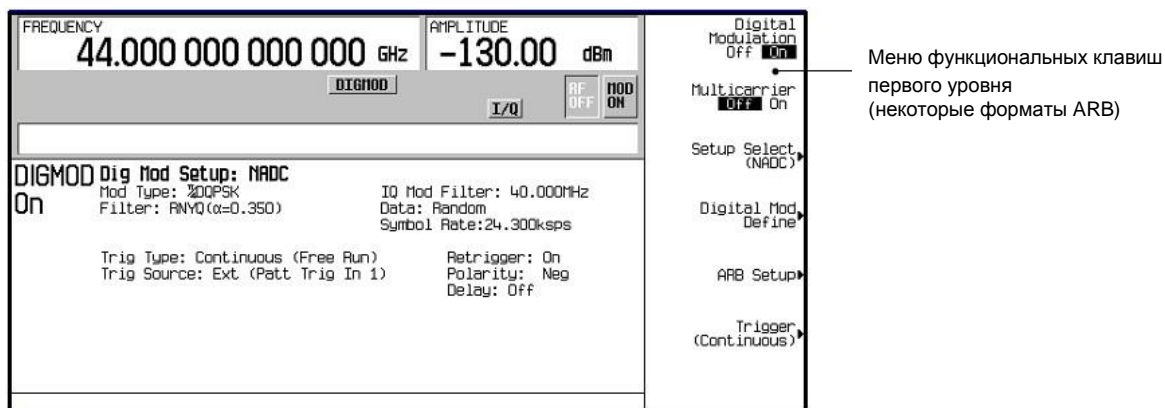 FREQUENCY
44.000 000 000 000 GHz
AMPLITUDE
-130.00 dBm
DIGMOD
I/Q
RF OFF
MOD ON
DIGMOD On
Dig Mod Setup: NADC
Mod Type: DQPSK
Filter: RNYQ(α=0.350)
IQ Mod Filter: 40.000MHz
Data: Random
Symbol Rate:24.300ksps
Trig Type: Continuous (Free Run)
Trig Source: Ext (Patt Trig In 1)
Retrigger: On
Polarity: Neg
Delay: Off
Digital
Modulation
Off On
Multicarrier
Off On
Setup Select
(NADC)
Digital Mod
Define
ARB Setup
Trigger
(Continuous)
Меню функциональных клавиш
первого уровня
(некоторые форматы ARB)